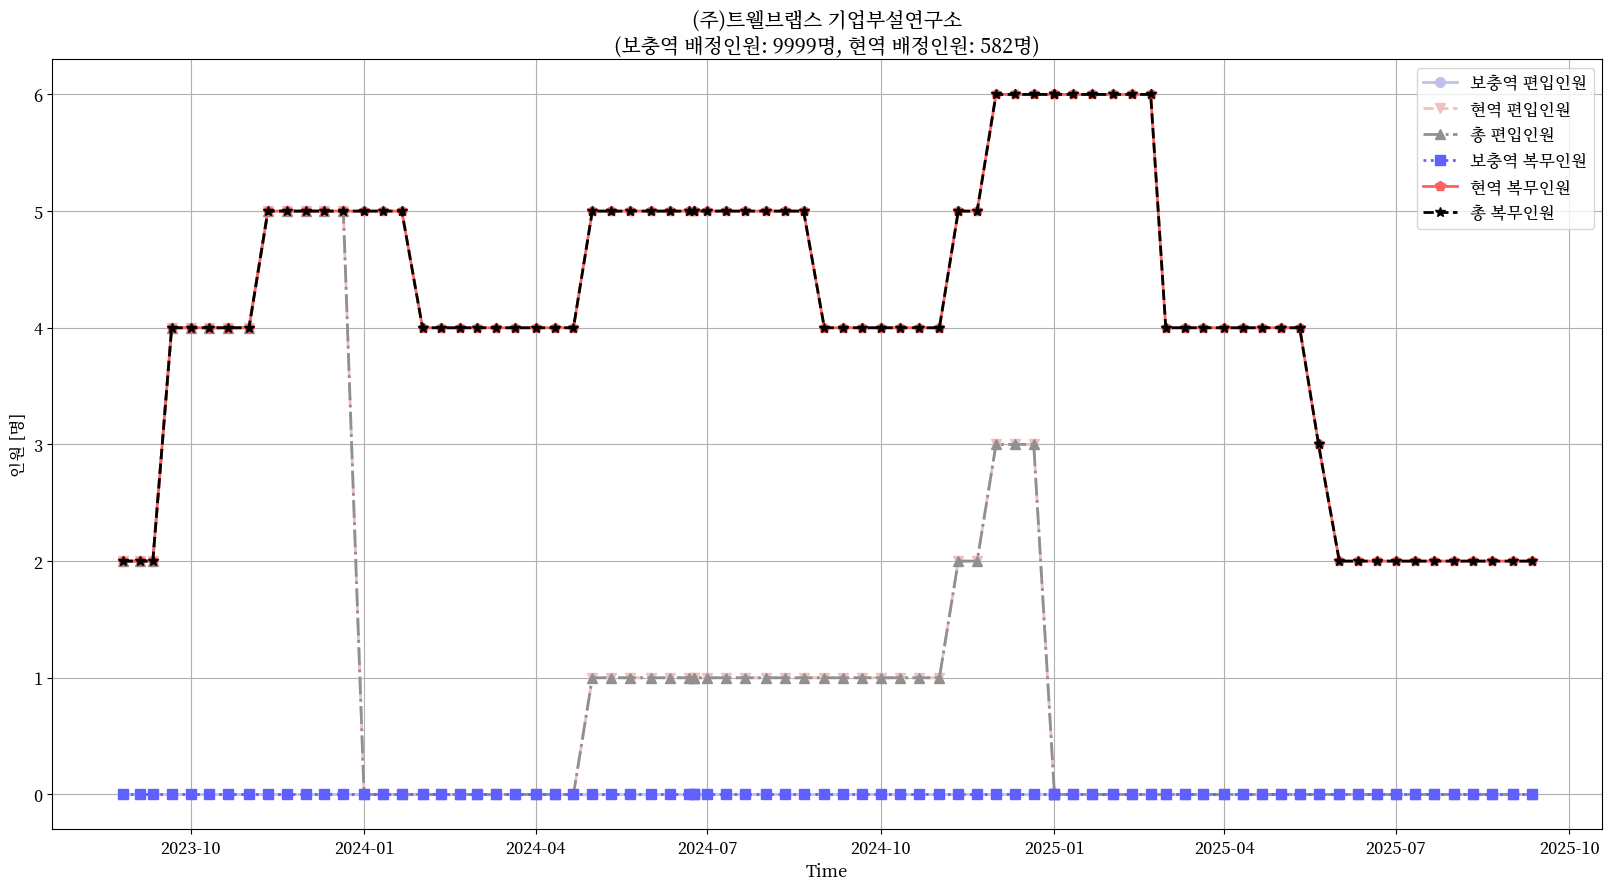 (주)트웰브랩스 기업부설연구소
(보충역 배정인원: 9999명, 현역 배정인원: 582명)
보충역 편입인원
현역 편입인원
총 편입인원
보충역 복무인원
현역 복무인원
총 복무인원
인원 [명]
6
5
4
3
2
1
0
2023-10
2024-01
2024-04
2024-07
2024-10
2025-01
2025-04
2025-07
2025-10
Time